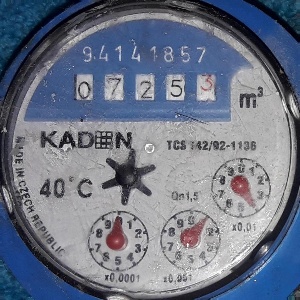 94141857
07253
m³
KADEN
TCS 142/92-1136
40°C
Qn1,5
MADE IN CZECH REPUBLIC
x0,01
x0,0001
x0,001